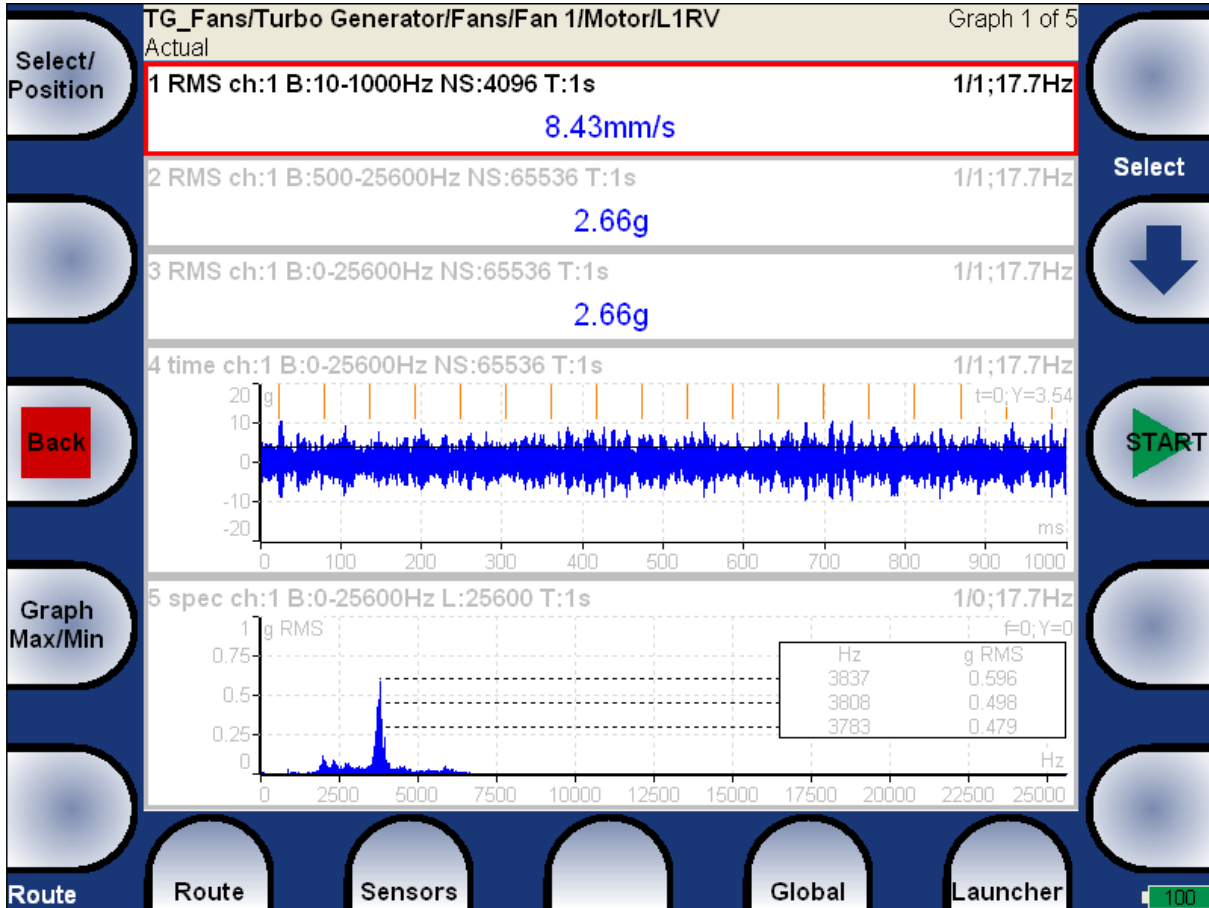 TG_Fans/Turbo Generator/Fans/Fan 1/Motor/L1RV Graph 1 of 5
Actual
Select/
Position
1 RMS ch:1 B:10-1000Hz NS:4096 T:1s 1/1;17.7Hz
8.43mm/s
Select
2 RMS ch:1 B:500-25600Hz NS:65536 T:1s 1/1;17.7Hz
2.66g
3 RMS ch:1 B:0-25600Hz NS:65536 T:1s 1/1;17.7Hz
2.66g
4 time ch:1 B:0-25600Hz NS:65536 T:1s 1/1;17.7Hz
20 g t=0;Y=3.54
10
0
-10
-20 ms
0 100 200 300 400 500 600 700 800 900 1000
Back
START
5 spec ch:1 B:0-25600Hz L:25600 T:1s 1/0;17.7Hz
1 g RMS f=0;Y=0
0.75
0.5
0.25
0 Hz
Hz g RMS
3837 0.596
3808 0.498
3783 0.479
0 2500 5000 7500 10000 12500 15000 17500 20000 22500 25000
Graph
Max/Min
Route
Route Sensors Global Launcher
100